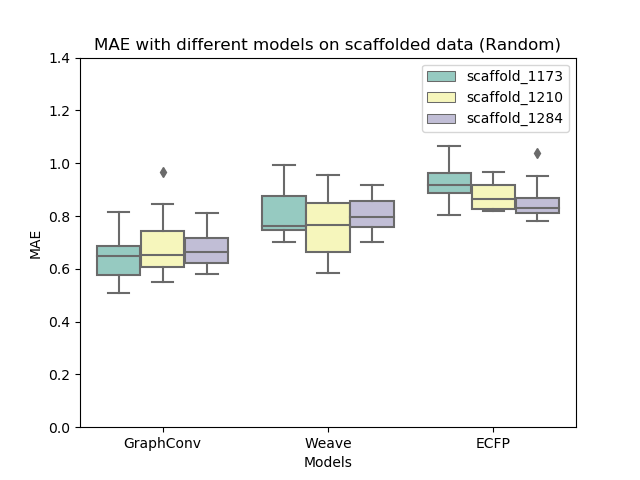 MAE with different models on scaffolded data (Random)
scaffold_1173
scaffold_1210
scaffold_1284
1.4
1.2
1.0
0.8
0.6
0.4
0.2
0.0
MAE
GraphConv Weave ECFP
Models